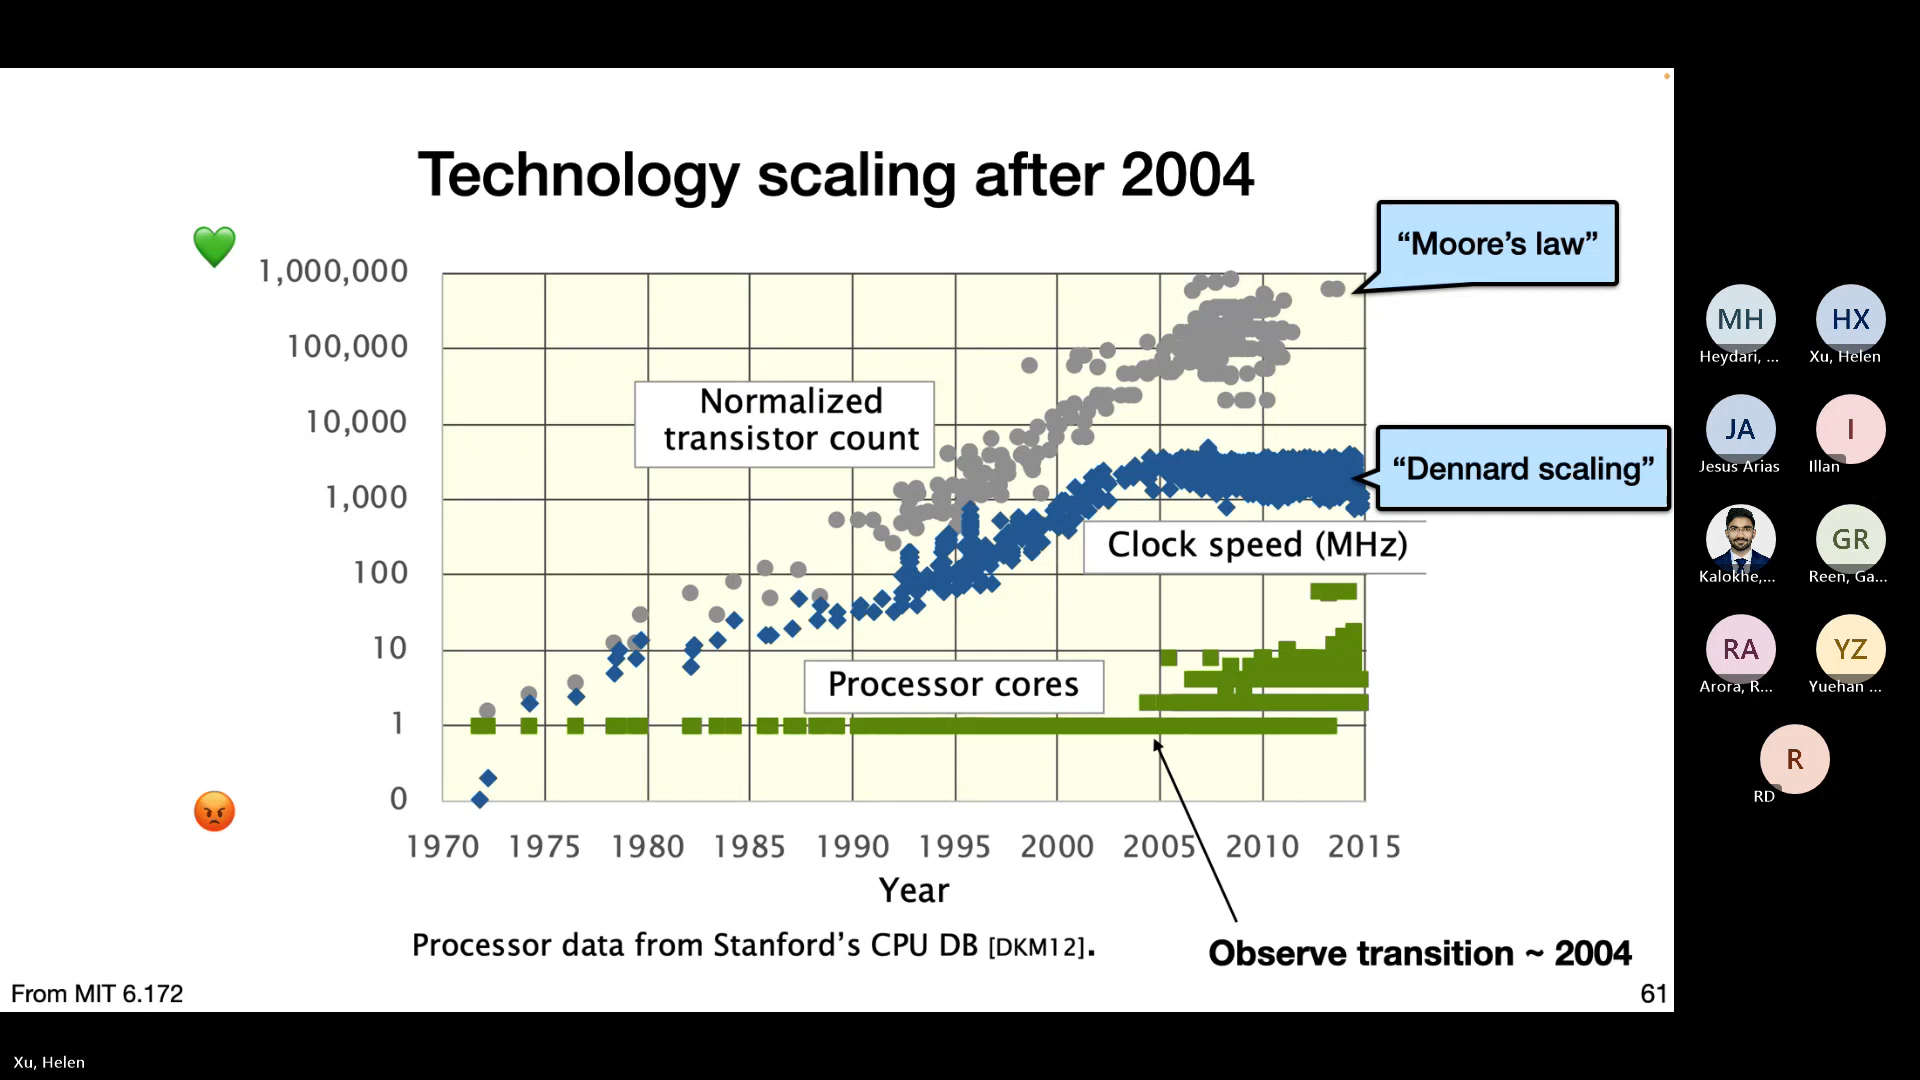 Technology scaling after 2004
“Moore’s law”
1,000,000
100,000
10,000
1,000
100
10
1
0
Normalized
transistor count
“Dennard scaling”
Clock speed (MHz)
Processor cores
1970 1975 1980 1985 1990 1995 2000 2005 2010 2015
Year
Processor data from Stanford’s CPU DB [DKM12].
Observe transition ~ 2004
From MIT 6.172
61
MH
Heydari, ...
HX
Xu, Helen
JA
Jesus Arias
I
Illan
Kalokhe,...
GR
Reen, Ga...
RA
Arora, R...
YZ
Yuehan ...
R
RD
Xu, Helen